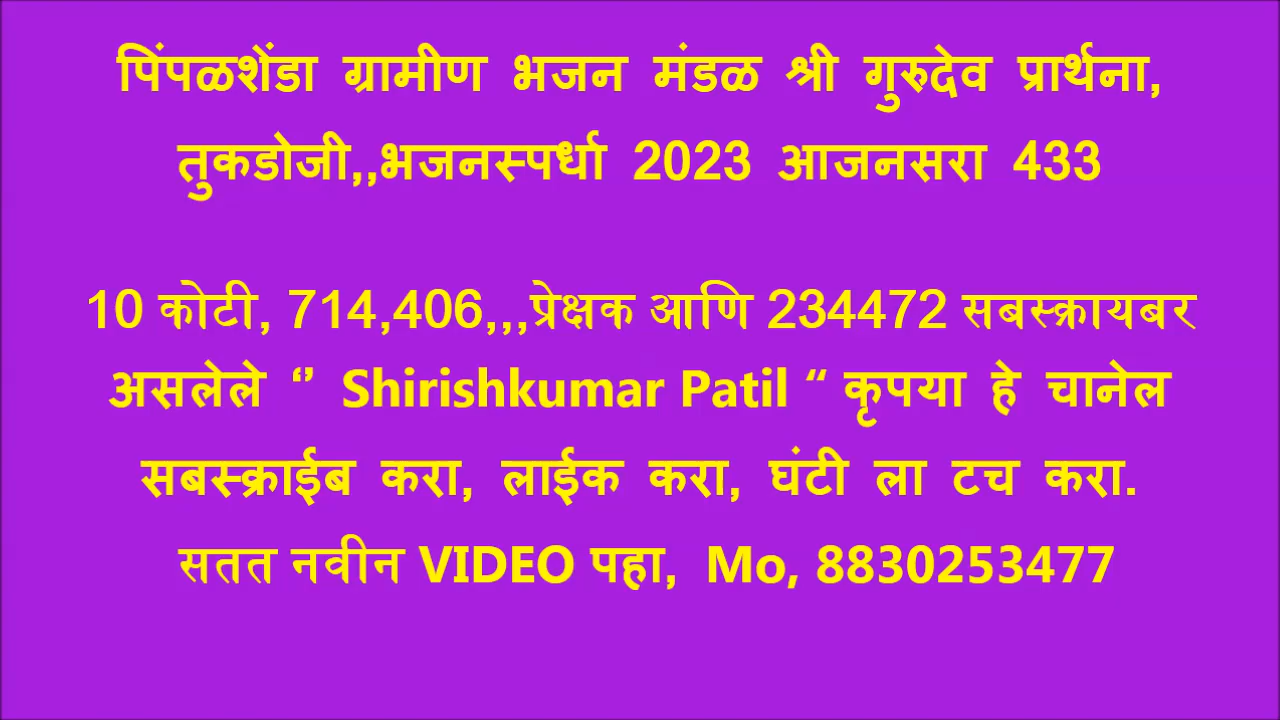 पिंपळशेंडा ग्रामीण भजन मंडळ श्री गुरुदेव प्रार्थना,
तुकडोजी,,भजनस्पर्धा 2023 आजनसरा 433
10 कोटी, 714,406,,,प्रेक्षक आणि 234472 सबस्क्रायबर
असलेले ‘’ Shirishkumar Patil “ कृपया हे चानेल
सबस्क्राईब करा, लाईक करा, घंटी ला टच करा.
सतत नवीन VIDEO पहा, Mo, 8830253477